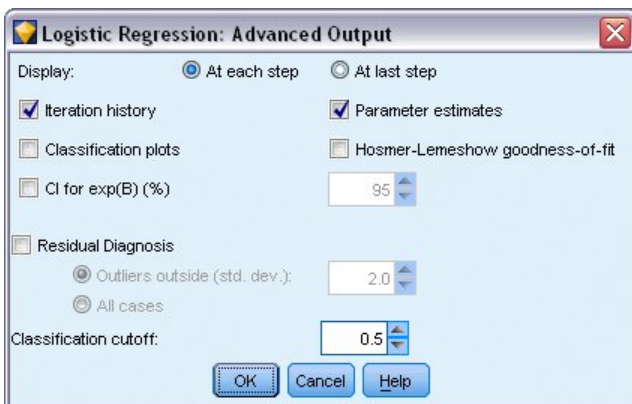 Logistic Regression: Advanced Output
Display: At each step At last step
Iteration history Parameter estimates
Classification plots Hosmer-Lemeshow goodness-of-fit
CI for exp(B) (%) 95
Residual Diagnosis
Outliers outside (std. dev.): 2.0
All cases
Classification cutoff: 0.5
OK Cancel Help